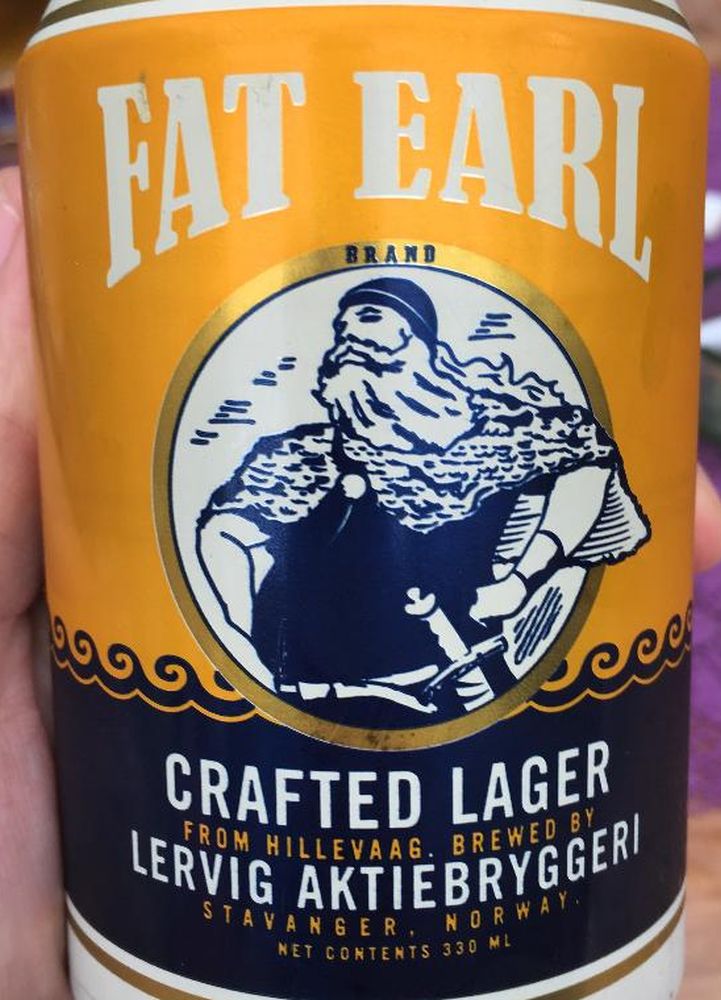 FAT EARL
BRAND
CRAFTED LAGER
FROM HILLEVAAG. BREWED BY
LERVIG AKTIEBRYGGERI
STAVANGER, NORWAY.
NET CONTENTS 330 ML